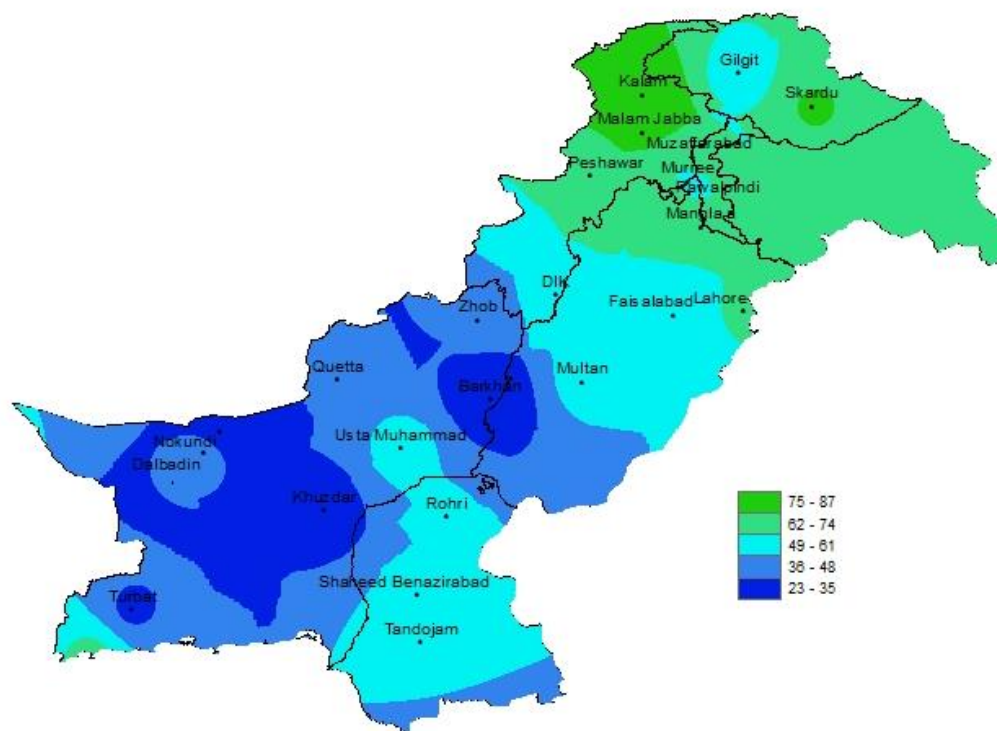 Gilgit
Kalam
Skardu
Malam Jabba
Muzaffarabad
Peshawar
Murree
Rawalpindi
Mangla
DIK
Zhob
Faisalabad
Lahore
Quetta
Multan
Barkhan
Usta Muhammad
Nokundi
Dalbadin
Khuzdar
Rohri
75 - 87
62 - 74
49 - 61
36 - 48
23 - 35
Shaheed Benazirabad
Turbat
Tandojam